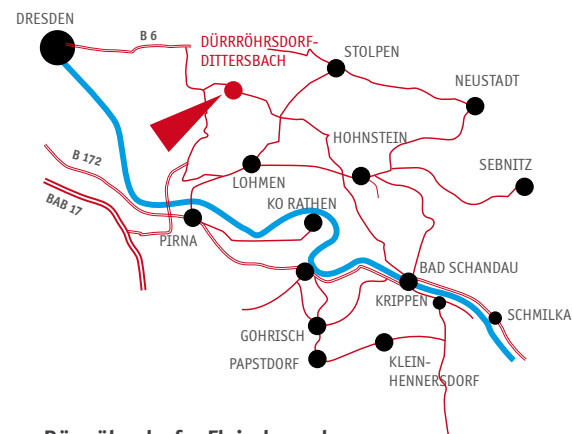 DRESDEN
B 6
DÜRRRÖHRSDORF-
DITTERSBACH
STOLPEN
NEUSTADT
B 172
HOHNSTEIN
SEBNITZ
BAB 17
LOHMEN
KO RATHEN
PIRNA
BAD SCHANDAU
KRIPPEN
SCHMILKA
GOHRISCH
PAPSTDORF
KLEIN-
HENNERSDORF